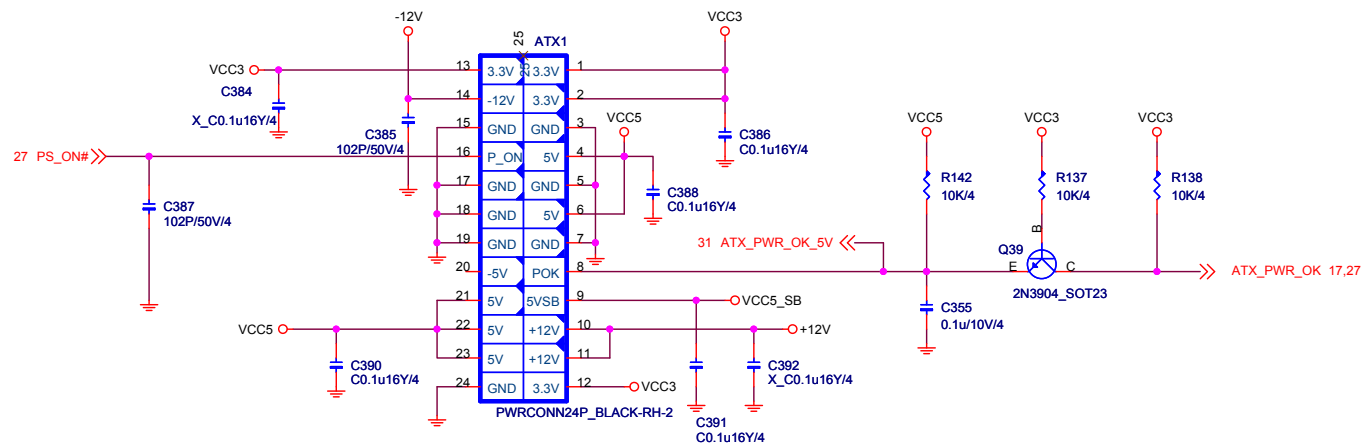 -12V
VCC3
25
ATX1
25
VCC3
13
3.3V
3.3V
1
C384
X_C0.1u16Y/4
14
-12V
3.3V
2
15
GND
GND
3
VCC5
C385
102P/50V/4
C386
C0.1u16Y/4
27 PS_ON#
16
P_ON
5V
4
17
GND
GND
5
C388
C0.1u16Y/4
C387
102P/50V/4
18
GND
5V
6
19
GND
GND
7
VCC5
VCC3
VCC3
R142
10K/4
R137
10K/4
R138
10K/4
31 ATX_PWR_OK_5V
B
Q39
E
C
2N3904_SOT23
ATX_PWR_OK 17,27
20
-5V
POK
8
21
5V
5VSB
9
VCC5_SB
C355
0.1u/10V/4
VCC5
22
5V
+12V
10
+12V
23
5V
+12V
11
C390
C0.1u16Y/4
C392
X_C0.1u16Y/4
24
GND
3.3V
12
VCC3
PWRCONN24P_BLACK-RH-2
C391
C0.1u16Y/4